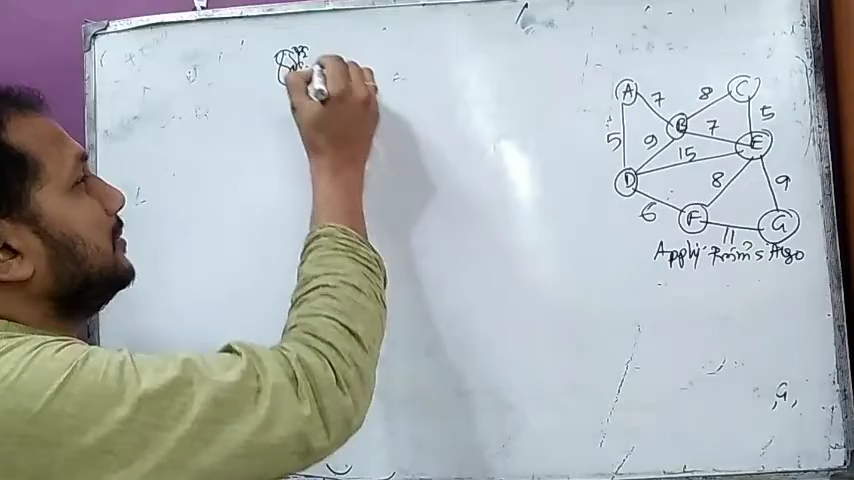 A 7 8 C
B 7 5
5 9 E
15
D 8 9
6 F 11 G
Apply Prim's Algo
G,